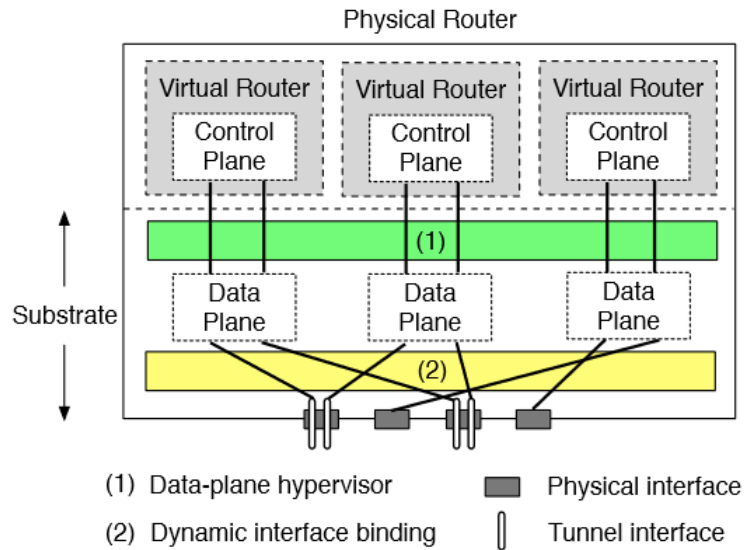 Physical Router
Virtual Router Virtual Router Virtual Router
Control Plane
Control Plane
Control Plane
(1)
Substrate
Data Plane
Data Plane
Data Plane
(2)
(1) Data-plane hypervisor
Physical interface
(2) Dynamic interface binding
Tunnel interface